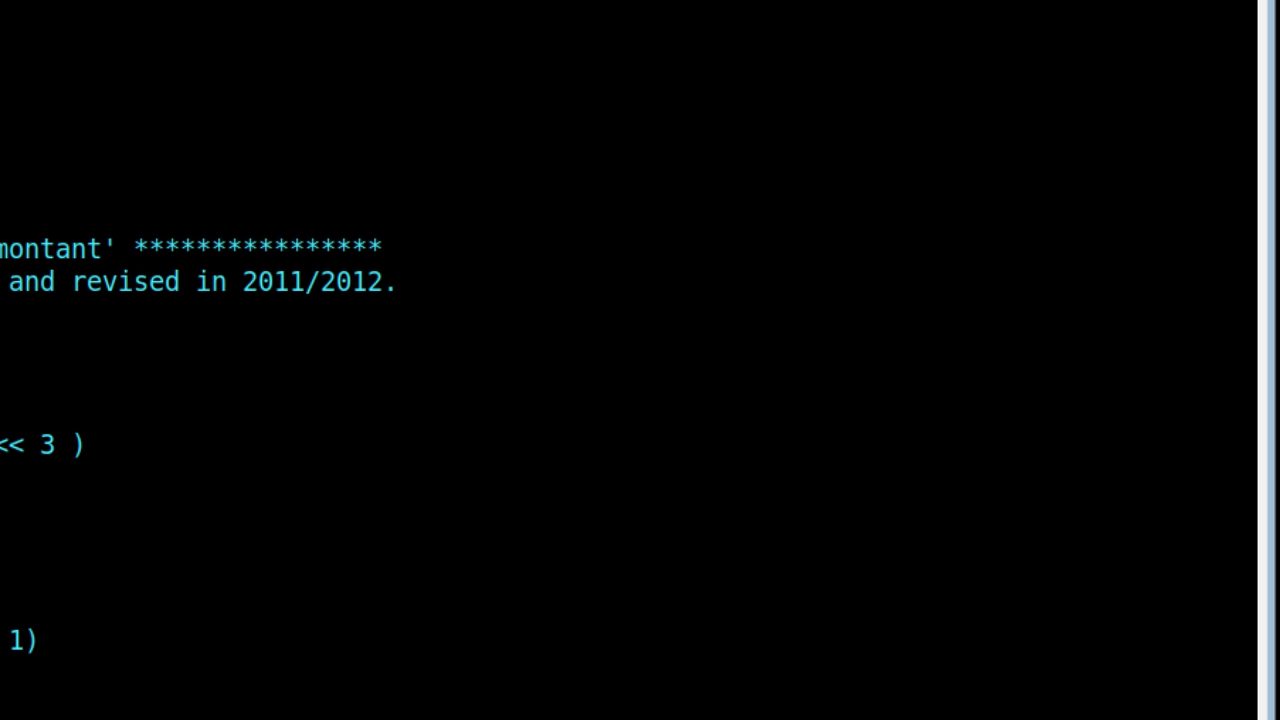 montant' ****************
and revised in 2011/2012.
<< 3 )
1)